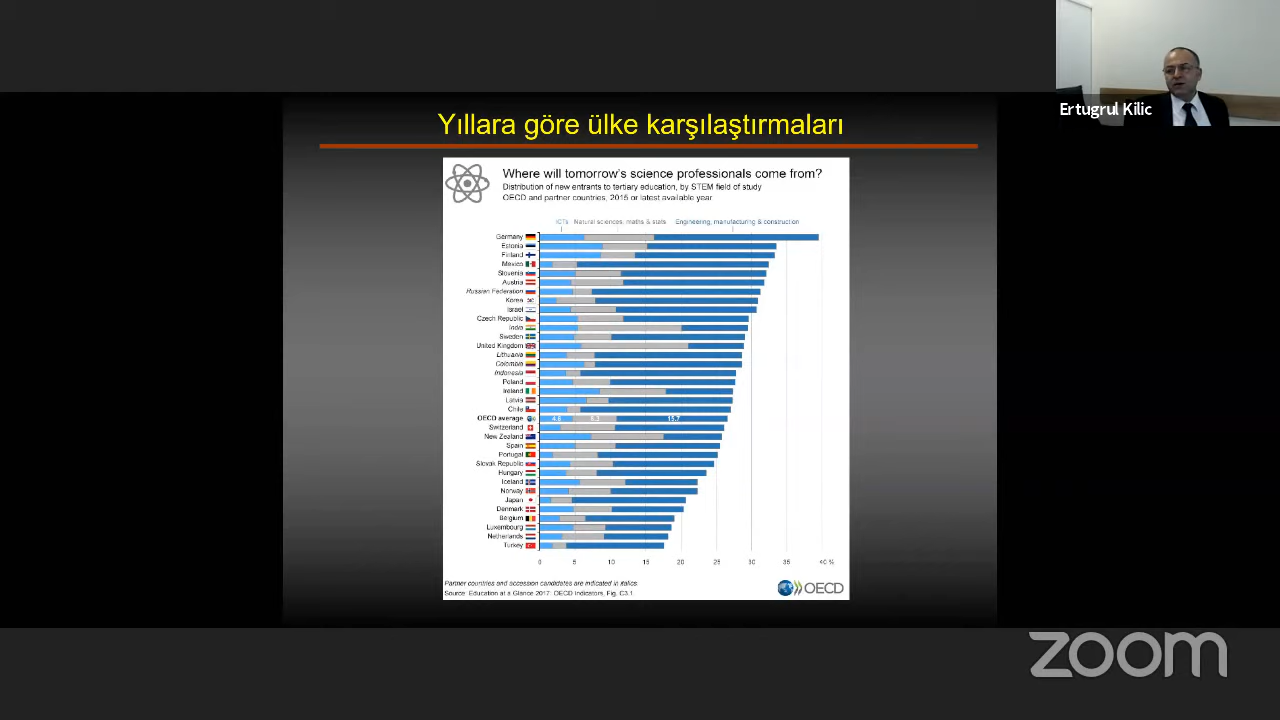 Ertugrul Kilic
Yıllara göre ülke karşılaştırmaları
Where will tomorrow's science professionals come from?
Distribution of new entrants to tertiary education, by STEM field of study
OECD and partner countries, 2015 or latest available year
ICTs Natural sciences, maths & stats Engineering, manufacturing & construction
Germany
Estonia
Finland
Mexico
Slovenia
Austria
Russian Federation
Korea
Israel
Czech Republic
India
Sweden
United Kingdom
Lithuania
Colombia
Indonesia
Poland
Ireland
Latvia
Chile
OECD average 4.8 6.3 15.7
Switzerland
New Zealand
Spain
Portugal
Slovak Republic
Hungary
Iceland
Norway
Japan
Denmark
Belgium
Luxembourg
Netherlands
Turkey
0 5 10 15 20 25 30 35 40 %
Partner countries and accession candidates are indicated in italics.
Source: Education at a Glance 2017. OECD Indicators, Fig. C3.1.
OECD
zoom